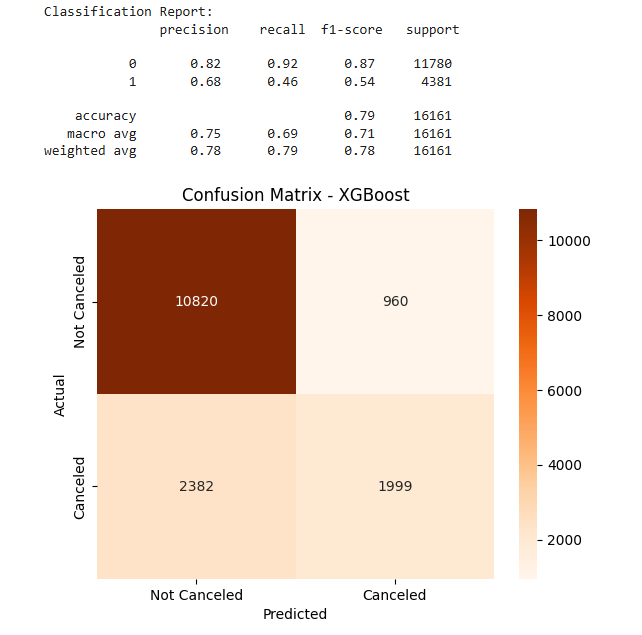 Classification Report:
precision recall f1-score support
0 0.82 0.92 0.87 11780
1 0.68 0.46 0.54 4381
accuracy 0.79 16161
macro avg 0.75 0.69 0.71 16161
weighted avg 0.78 0.79 0.78 16161
Confusion Matrix - XGBoost
10000
8000
6000
4000
2000
Actual
Not Canceled
10820 960
Canceled
2382 1999
Not Canceled Canceled
Predicted